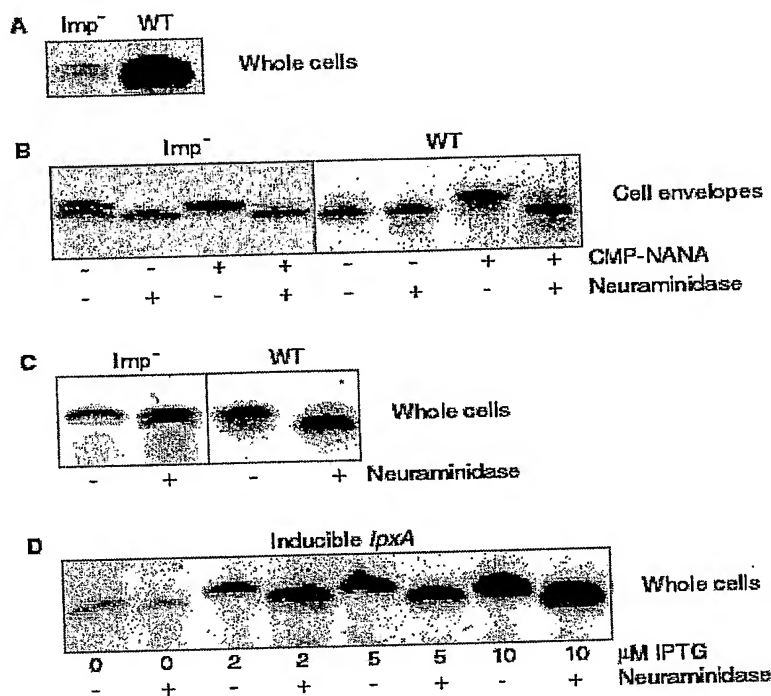 A Imp⁻ WT
Whole cells
B Imp⁻ WT
Cell envelopes
- - + + - - + + CMP-NANA
- + - + - + - + Neuraminidase
C Imp⁻ WT
Whole cells
- + - + Neuraminidase
D Inducible lpxA
Whole cells
0 0 2 2 5 5 10 10 µM IPTG
- + - + - + - + Neuraminidase